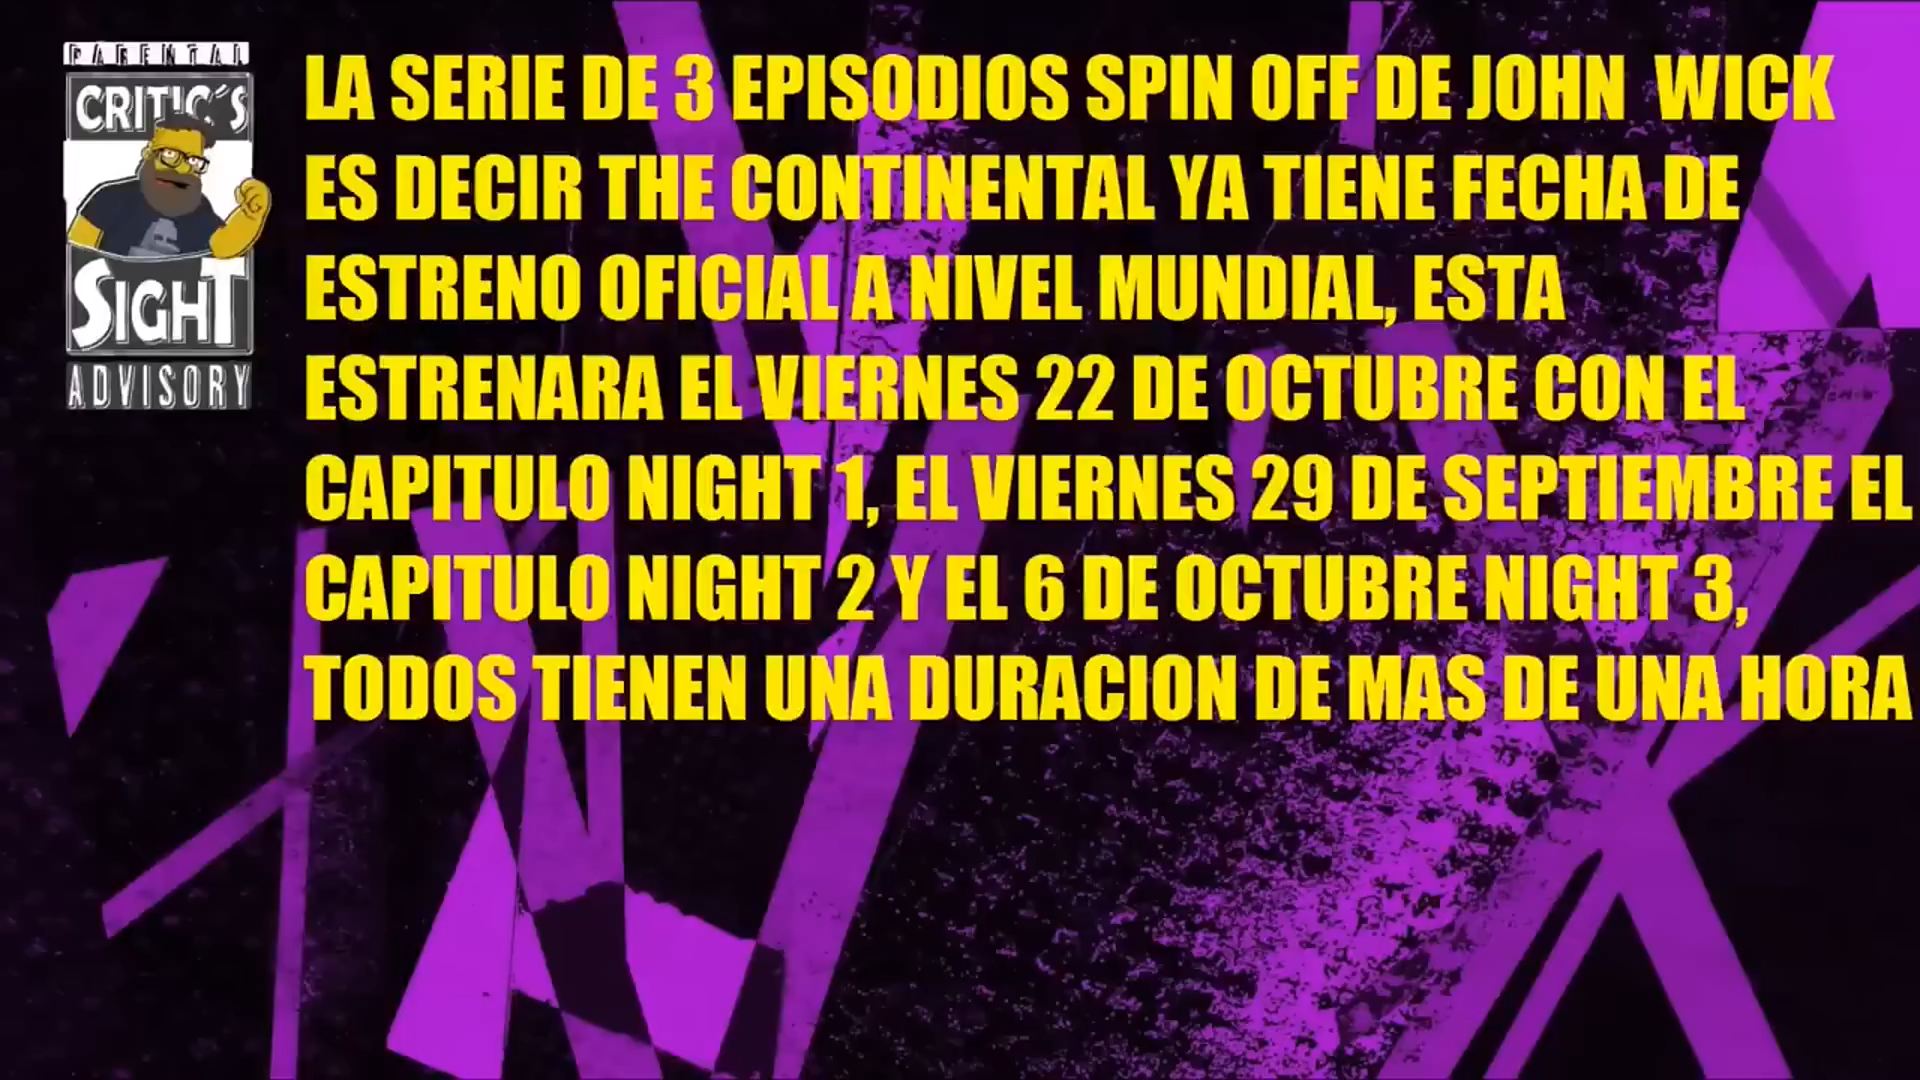 PARENTAL
CRITIC´S
SIGHT
ADVISORY
LA SERIE DE 3 EPISODIOS SPIN OFF DE JOHN WICK
ES DECIR THE CONTINENTAL YA TIENE FECHA DE
ESTRENO OFICIAL A NIVEL MUNDIAL, ESTA
ESTRENARA EL VIERNES 22 DE OCTUBRE CON EL
CAPITULO NIGHT 1, EL VIERNES 29 DE SEPTIEMBRE EL
CAPITULO NIGHT 2 Y EL 6 DE OCTUBRE NIGHT 3,
TODOS TIENEN UNA DURACION DE MAS DE UNA HORA